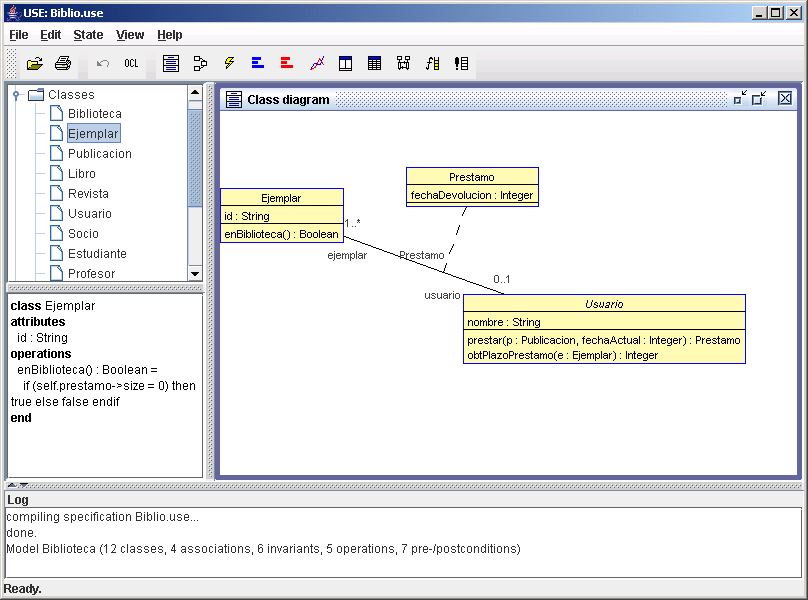 USE: Biblio.use
File Edit State View Help
OCL
Classes
Biblioteca
Ejemplar
Publicacion
Libro
Revista
Usuario
Socio
Estudiante
Profesor
class Ejemplar
attributes
id : String
operations
enBiblioteca() : Boolean =
if (self.prestamo->size = 0) then
true else false endif
end
Class diagram
Prestamo
fechaDevolucion : Integer
Ejemplar
id : String
enBiblioteca() : Boolean
1..*
ejemplar
Prestamo
0..1
usuario
Usuario
nombre : String
prestar(p : Publicacion, fechaActual : Integer) : Prestamo
obtPlazoPrestamo(e : Ejemplar) : Integer
Log
compiling specification Biblio.use...
done.
Model Biblioteca (12 classes, 4 associations, 6 invariants, 5 operations, 7 pre-/postconditions)
Ready.